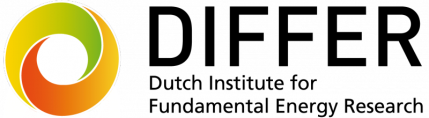 DIFFER
Dutch Institute for
Fundamental Energy Research